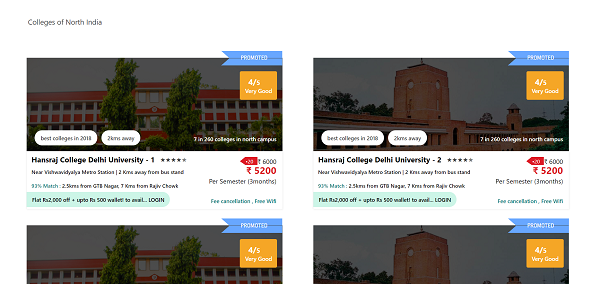 Colleges of North India
PROMOTED
4/5
Very Good
best colleges in 2018
2kms away
7 in 260 colleges in north campus
Hansraj College Delhi University - 1
-20
₹ 6000
Near Vishwavidyalya Metro Station | 2 Kms away from bus stand
₹ 5200
Per Semester (3months)
93% Match : 2.5kms from GTB Nagar, 7 Kms from Rajiv Chowk
Flat Rs2,000 off + upto Rs 500 wallet! to avail... LOGIN
Fee cancellation , Free Wifi
PROMOTED
4/5
Very Good
best colleges in 2018
2kms away
7 in 260 colleges in north campus
Hansraj College Delhi University - 2
-20
₹ 6000
Near Vishwavidyalya Metro Station | 2 Kms away from bus stand
₹ 5200
Per Semester (3months)
93% Match : 2.5kms from GTB Nagar, 7 Kms from Rajiv Chowk
Flat Rs2,000 off + upto Rs 500 wallet! to avail... LOGIN
Fee cancellation , Free Wifi
PROMOTED
4/5
Very Good
PROMOTED
4/5
Very Good